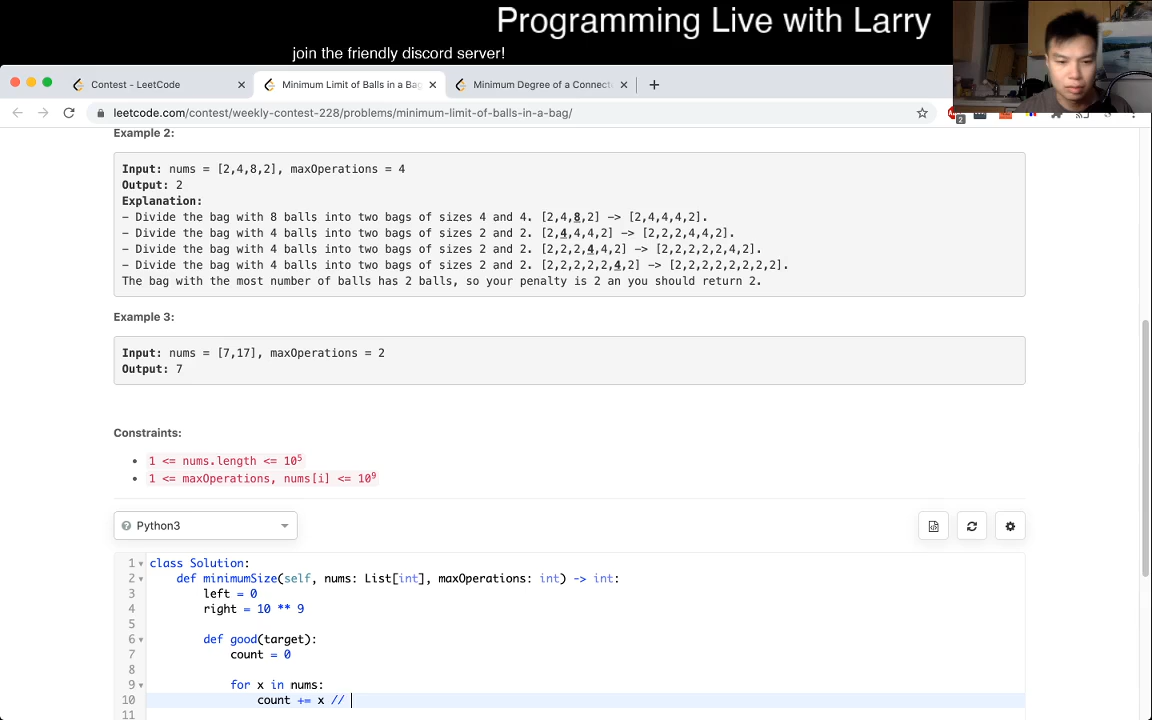 Programming Live with Larry
join the friendly discord server!
Contest - LeetCode
Minimum Limit of Balls in a Bag
Minimum Degree of a Connecte
leetcode.com/contest/weekly-contest-228/problems/minimum-limit-of-balls-in-a-bag/
2
Example 2:
Input: nums = [2,4,8,2], maxOperations = 4
Output: 2
Explanation:
- Divide the bag with 8 balls into two bags of sizes 4 and 4. [2,4,8,2] -> [2,4,4,4,2].
- Divide the bag with 4 balls into two bags of sizes 2 and 2. [2,4,4,4,2] -> [2,2,2,4,4,2].
- Divide the bag with 4 balls into two bags of sizes 2 and 2. [2,2,2,4,4,2] -> [2,2,2,2,2,4,2].
- Divide the bag with 4 balls into two bags of sizes 2 and 2. [2,2,2,2,2,4,2] -> [2,2,2,2,2,2,2,2].
The bag with the most number of balls has 2 balls, so your penalty is 2 an you should return 2.
Example 3:
Input: nums = [7,17], maxOperations = 2
Output: 7
Constraints:
1 <= nums.length <= 10⁵
1 <= maxOperations, nums[i] <= 10⁹
Python3
1 class Solution:
2 def minimumSize(self, nums: List[int], maxOperations: int) -> int:
3 left = 0
4 right = 10 ** 9
5
6 def good(target):
7 count = 0
8
9 for x in nums:
10 count += x //
11